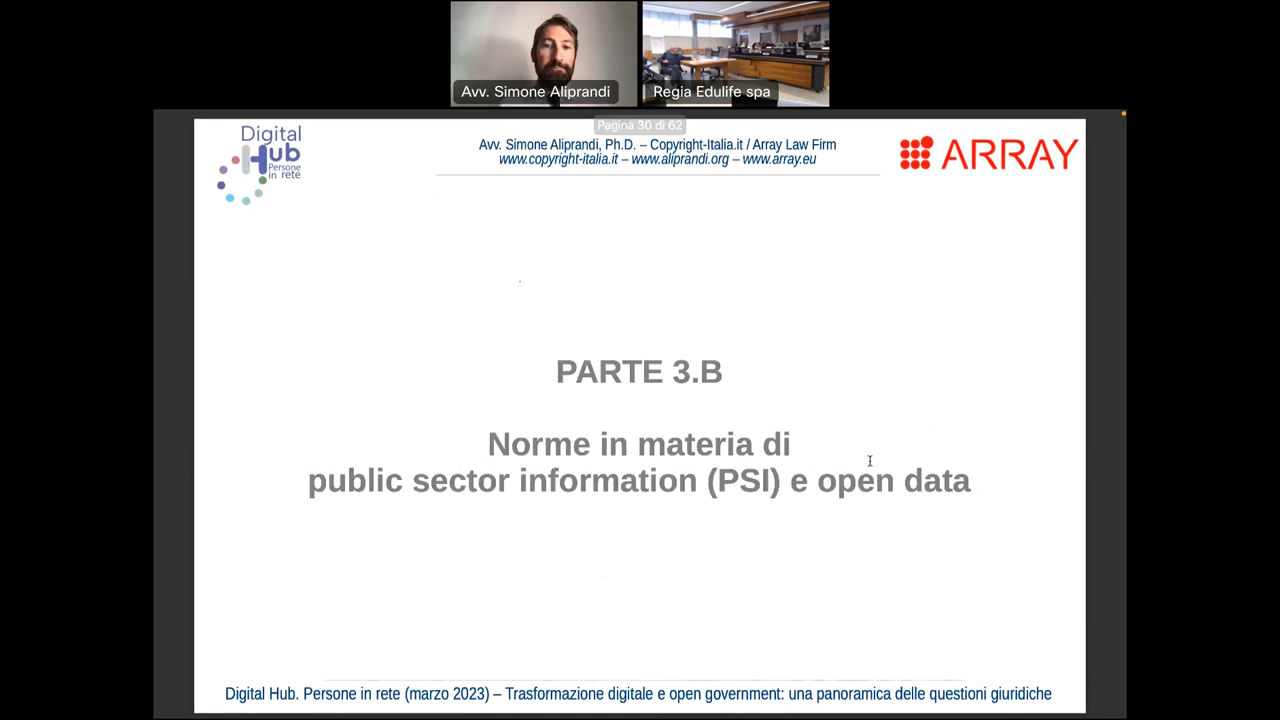 Avv. Simone Aliprandi
Regia Edulife spa
Pagina 30 di 62
Digital
Hub
Persone
in rete
Avv. Simone Aliprandi, Ph.D. – Copyright-Italia.it / Array Law Firm
www.copyright-italia.it – www.aliprandi.org – www.array.eu
ARRAY
PARTE 3.B
Norme in materia di
public sector information (PSI) e open data
Digital Hub. Persone in rete (marzo 2023) – Trasformazione digitale e open government: una panoramica delle questioni giuridiche